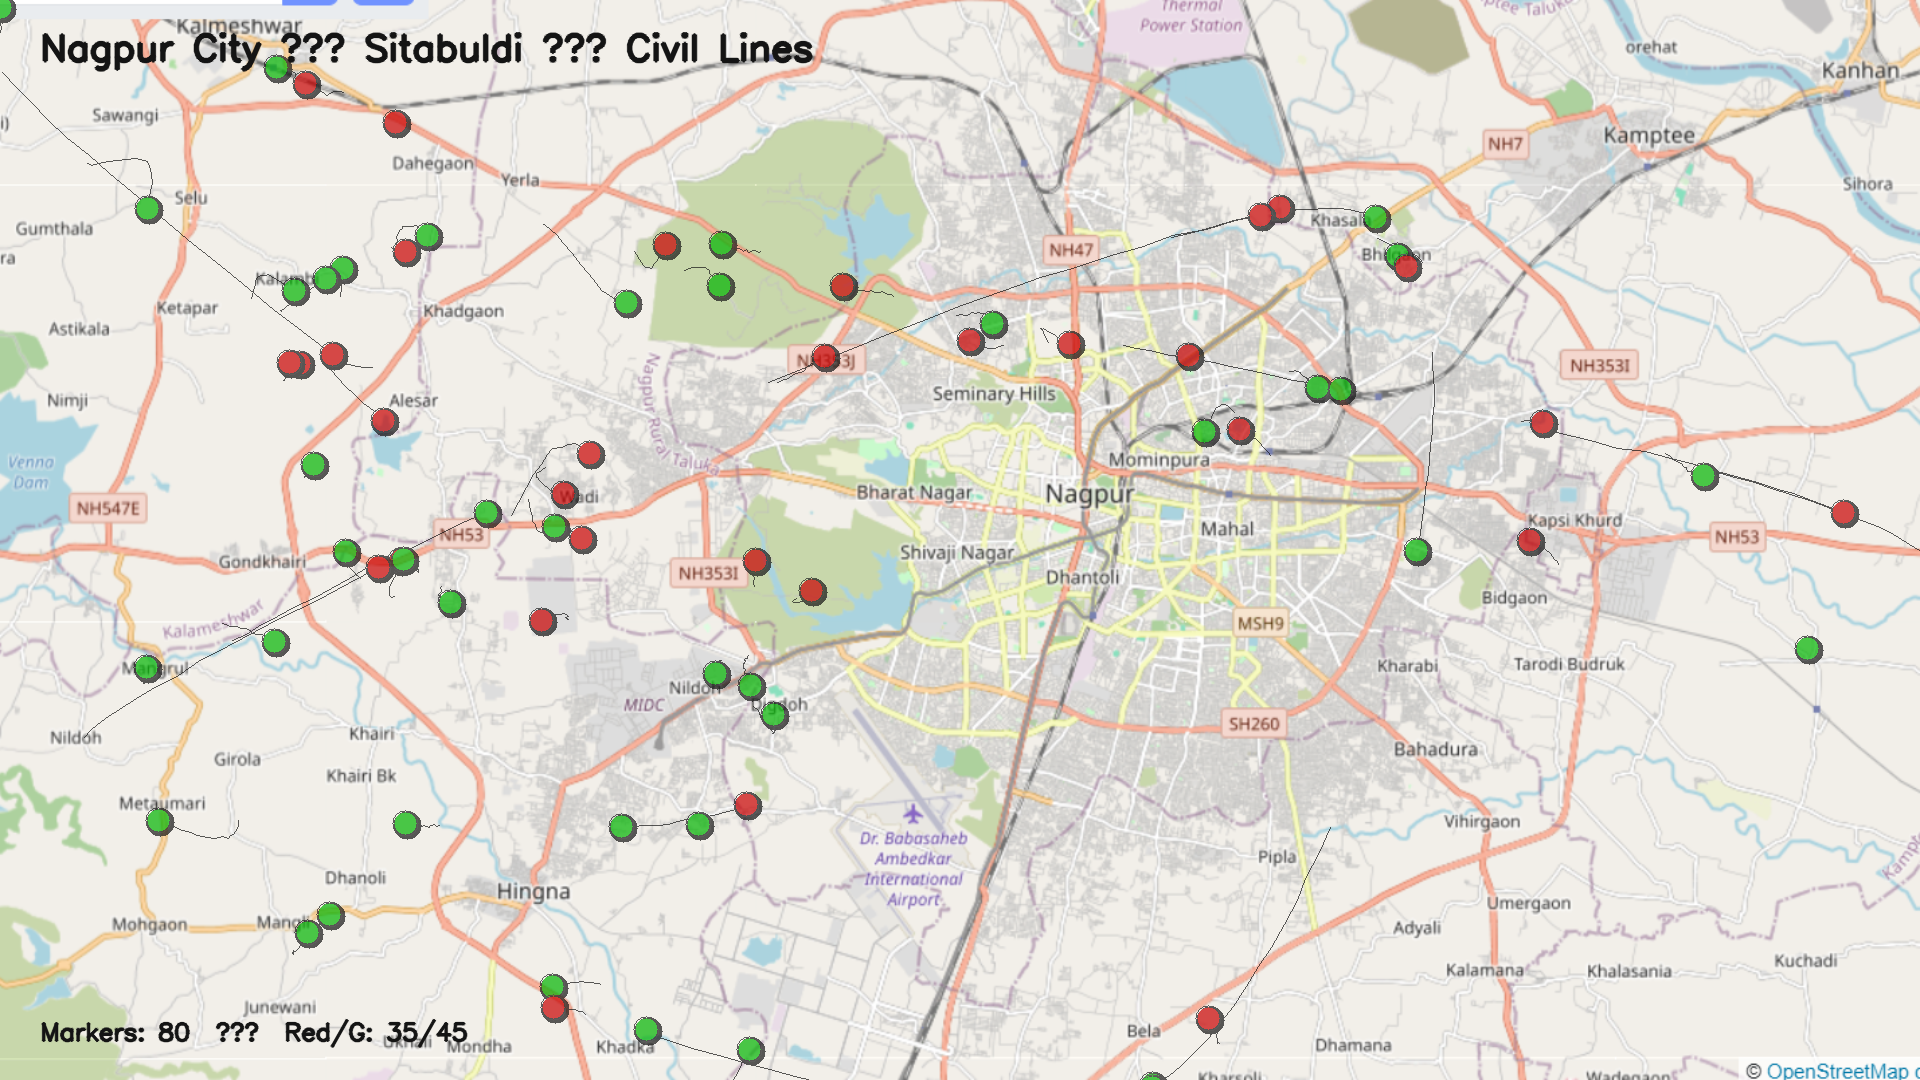 Kalmeshwar
Nagpur City ??? Sitabuldi ??? Civil Lines
Thermal
Power Station
orehat
Kanhan
Sawangi
NH7
Kamptee
Dahegaon
Yerla
Sihora
Selu
Gumthala
ra
Khasala
NH47
Ketapar
Khadgaon
Astikala
NH353J
NH353I
Seminary Hills
Nimji
Alesar
Nagpur Rural Taluka
Mominpura
Venna
Dam
Wadi
Bharat Nagar
Nagpur
NH547E
Kapsi Khurd
Mahal
NH53
NH53
Gondkhairi
Shivaji Nagar
NH353I
Dhantoli
Bidgaon
Kalameshwar
MSH9
Mangrul
Kharabi
Tarodi Budruk
Nildoh
MIDC
Digdoh
SH260
Nildoh
Khairi
Bahadura
Girola
Khairi Bk
Metaumari
Vihirgaon
Dr. Babasaheb
Ambedkar
International
Airport
Pipla
Dhanoli
Hingna
Umergaon
Mohgaon
Mangli
Adyali
Kalamana
Khalasania
Kuchadi
Junewani
Markers: 80 ??? Red/G: 35/45
Bela
Mondha
Khadka
Dhamana
Kharsoli
Wadegaon
© OpenStreetMap